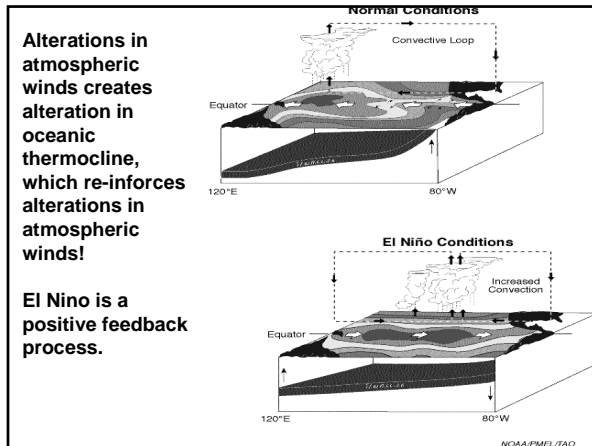 Alterations in
atmospheric
winds creates
alteration in
oceanic
thermocline,
which re-inforces
alterations in
atmospheric
winds!
El Nino is a
positive feedback
process.
Normal Conditions
Convective Loop
Equator
120°E
80°W
El Niño Conditions
Increased
Convection
Equator
120°E
80°W
NOAA/PMEL/TAO